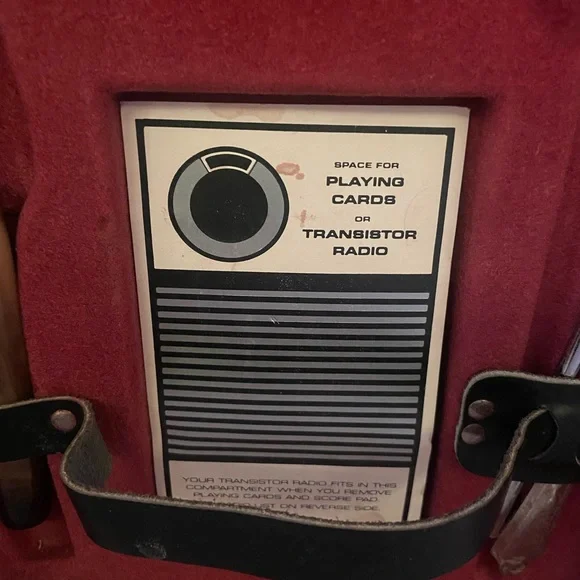 SPACE FOR
PLAYING
CARDS
OR
TRANSISTOR
RADIO
YOUR TRANSISTOR RADIO FITS IN THIS
COMPARTMENT WHEN YOU REMOVE
PLAYING CARDS AND SCORE PAD.
LIST ON REVERSE SIDE